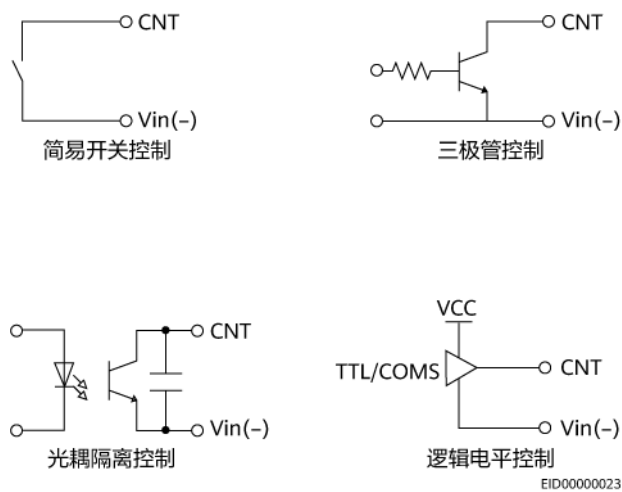 CNT
Vin(-)
简易开关控制
CNT
Vin(-)
三极管控制
CNT
Vin(-)
光耦隔离控制
VCC
TTL/COMS
CNT
Vin(-)
逻辑电平控制
EID00000023